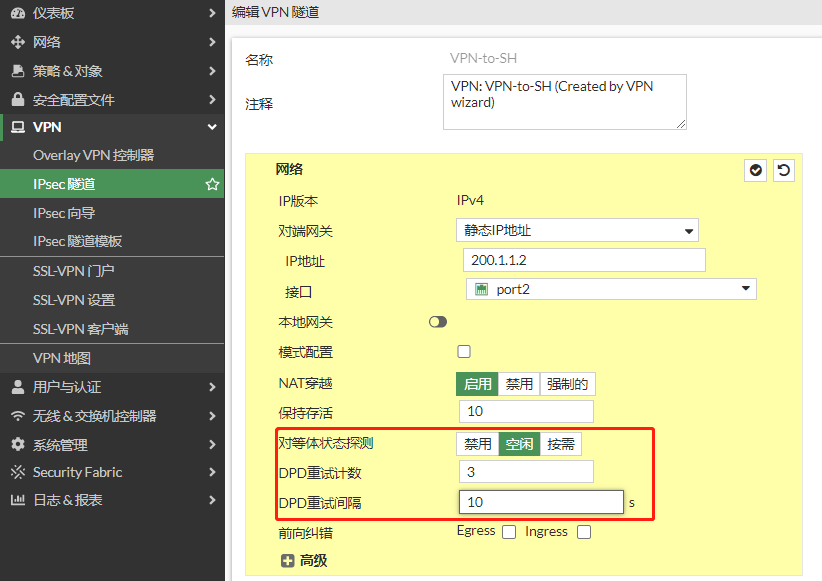 仪表板
网络
策略 & 对象
安全配置文件
VPN
Overlay VPN 控制器
IPsec 隧道
IPsec 向导
IPsec 隧道模板
SSL-VPN 门户
SSL-VPN 设置
SSL-VPN 客户端
VPN 地图
用户与认证
无线 & 交换机控制器
系统管理
Security Fabric
日志 & 报表
编辑 VPN 隧道
名称 VPN-to-SH
注释 VPN: VPN-to-SH (Created by VPN
wizard)
网络
IP版本 IPv4
对端网关 静态IP地址
IP地址 200.1.1.2
接口 port2
本地网关
模式配置
NAT穿越 启用 禁用 强制的
保持存活 10
对等体状态探测 禁用 空闲 按需
DPD重试计数 3
DPD重试间隔 10 s
前向纠错 Egress Ingress
高级